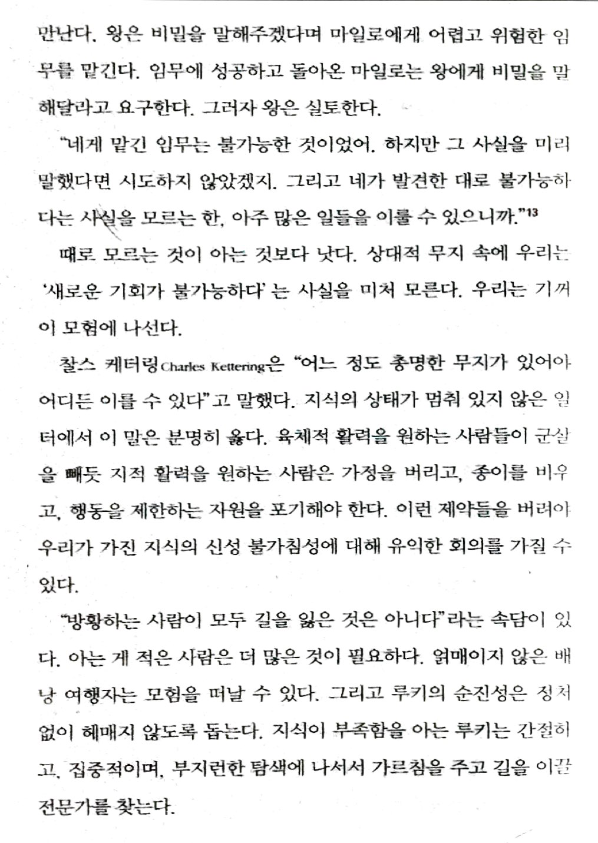 만난다. 왕은 비밀을 말해주겠다며 마일로에게 어렵고 위험한 임
무를 맡긴다. 임무에 성공하고 돌아온 마일로는 왕에게 비밀을 말
해달라고 요구한다. 그러자 왕은 실토한다.
“네게 맡긴 임무는 불가능한 것이었어. 하지만 그 사실을 미리
말했다면 시도하지 않았겠지. 그리고 네가 발견한 대로 불가능하
다는 사실을 모르는 한, 아주 많은 일들을 이룰 수 있으니까.”13
때로 모르는 것이 아는 것보다 낫다. 상대적 무지 속에 우리는
‘새로운 기회가 불가능하다’는 사실을 미처 모른다. 우리는 기꺼
이 모험에 나선다.
찰스 케터링Charles Kettering은 “어느 정도 총명한 무지가 있어야
어디든 이를 수 있다”고 말했다. 지식의 상태가 멈춰 있지 않은 일
터에서 이 말은 분명히 옳다. 육체적 활력을 원하는 사람들이 군살
을 빼듯 지적 활력을 원하는 사람은 가정을 버리고, 종이를 비우
고, 행동을 제한하는 자원을 포기해야 한다. 이런 제약들을 버려야
우리가 가진 지식의 신성 불가침성에 대해 유익한 회의를 가질 수
있다.
“방황하는 사람이 모두 길을 잃은 것은 아니다”라는 속담이 있
다. 아는 게 적은 사람은 더 많은 것이 필요하다. 얽매이지 않은 배
낭 여행자는 모험을 떠날 수 있다. 그리고 루키의 순진성은 정처
없이 헤매지 않도록 돕는다. 지식이 부족함을 아는 루키는 간절하
고, 집중적이며, 부지런한 탐색에 나서서 가르침을 주고 길을 이끌
전문가를 찾는다.